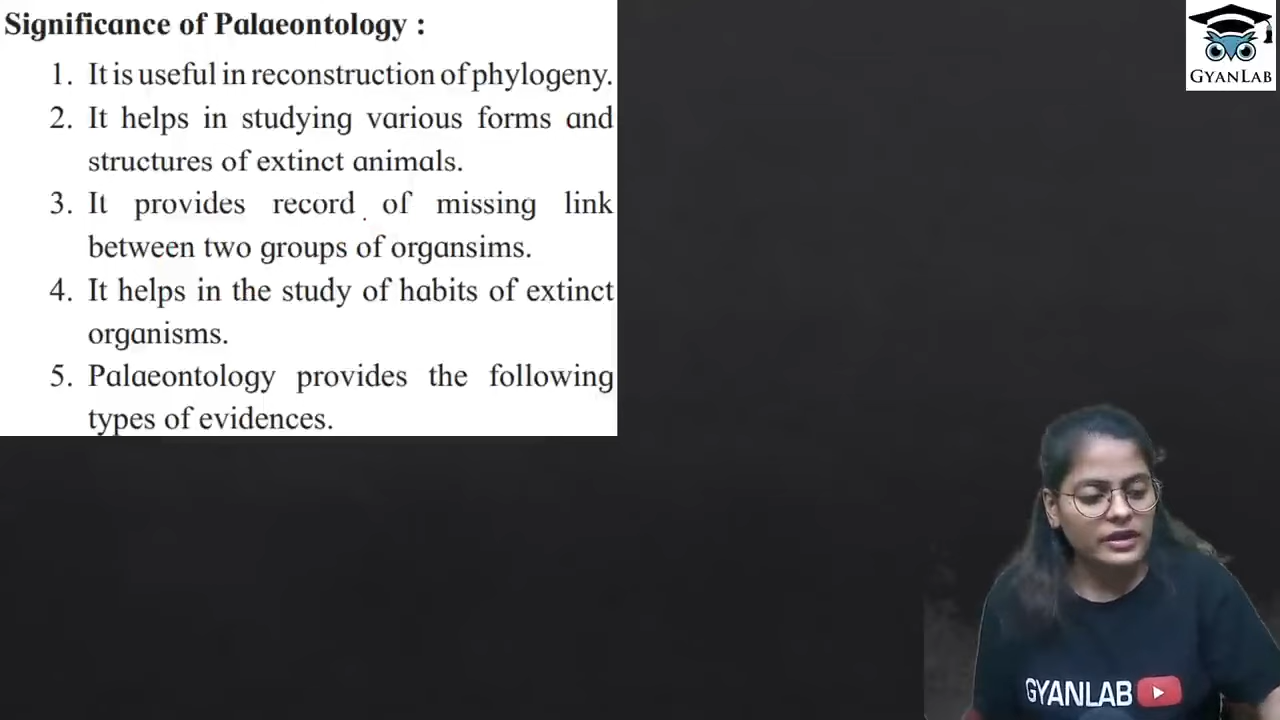 Significance of Palaeontology :
1. It is useful in reconstruction of phylogeny.
2. It helps in studying various forms and
structures of extinct animals.
3. It provides record of missing link
between two groups of organsims.
4. It helps in the study of habits of extinct
organisms.
5. Palaeontology provides the following
types of evidences.
GYANLAB
GYANLAB